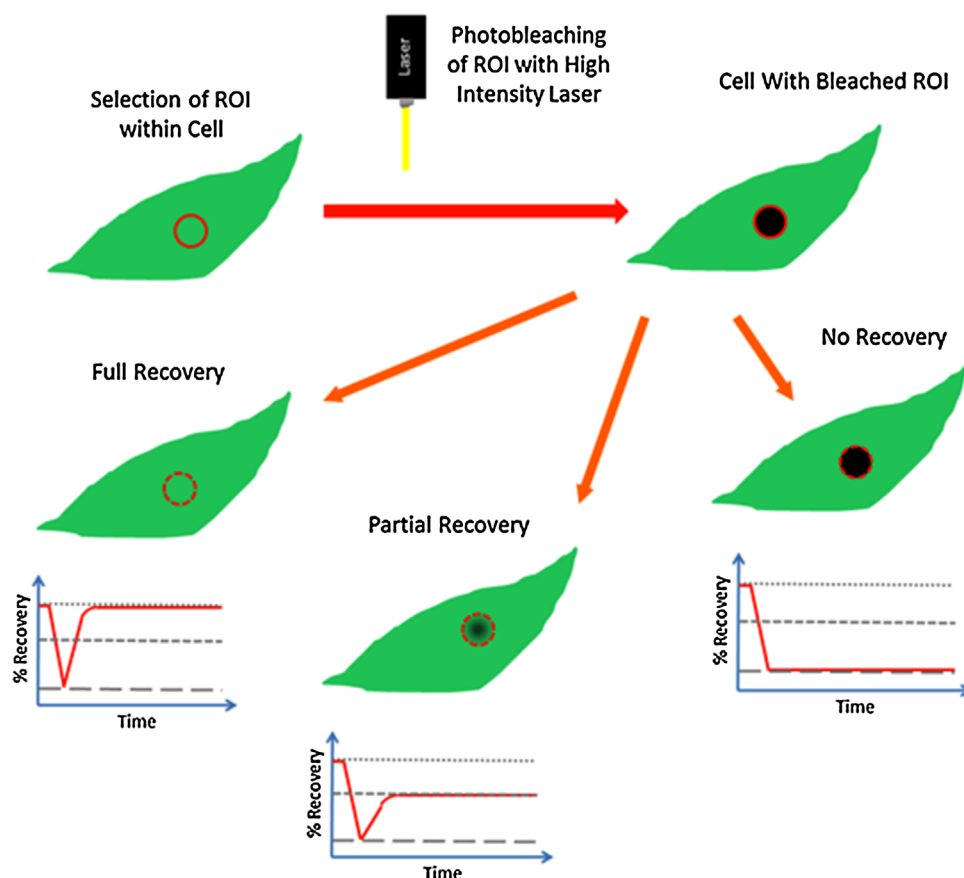 Selection of ROI
within Cell
Laser
Photobleaching
of ROI with High
Intensity Laser
Cell With Bleached ROI
Full Recovery
Partial Recovery
No Recovery
% Recovery
Time
% Recovery
Time
% Recovery
Time